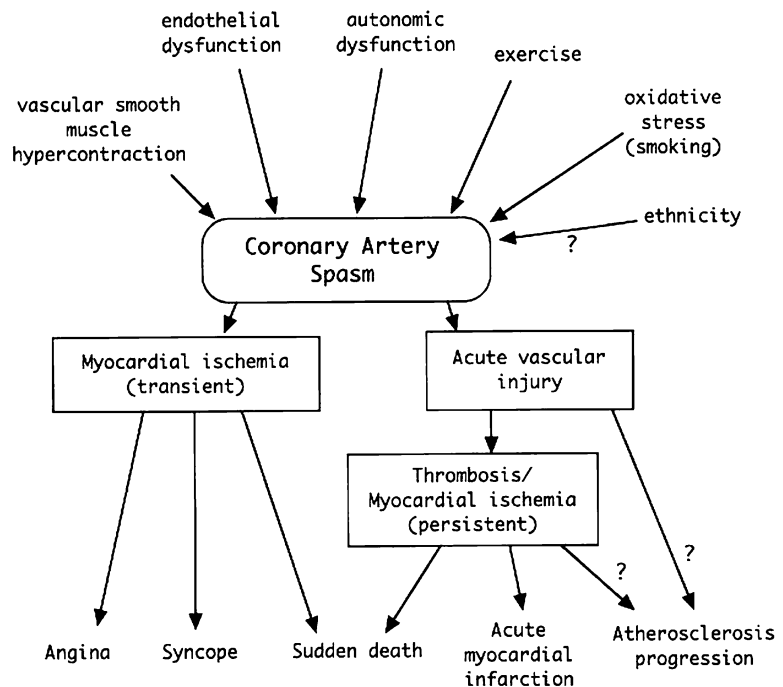 endothelial
dysfunction
autonomic
dysfunction
exercise
oxidative
stress
(smoking)
vascular smooth
muscle
hypercontraction
ethnicity
?
Coronary Artery
Spasm
Myocardial ischemia
(transient)
Acute vascular
injury
Thrombosis/
Myocardial ischemia
(persistent)
?
?
Angina
Syncope
Sudden death
Acute
myocardial
infarction
Atherosclerosis
progression